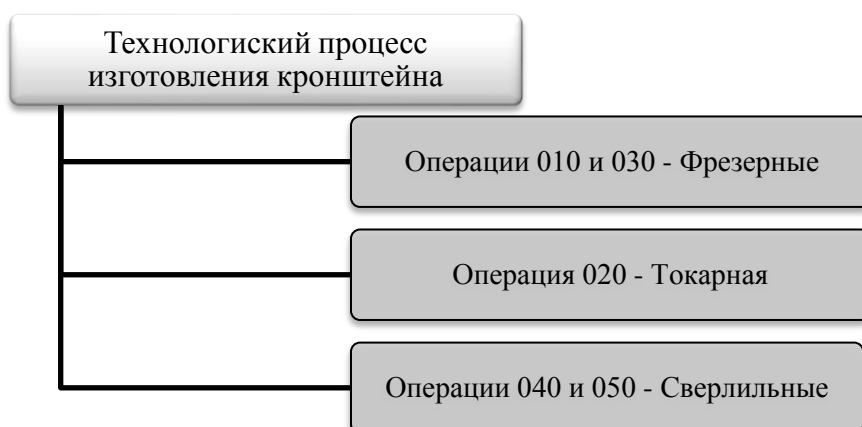 Технологиский процесс
изготовления кронштейна
Операции 010 и 030 - Фрезерные
Операция 020 - Токарная
Операции 040 и 050 - Сверлильные